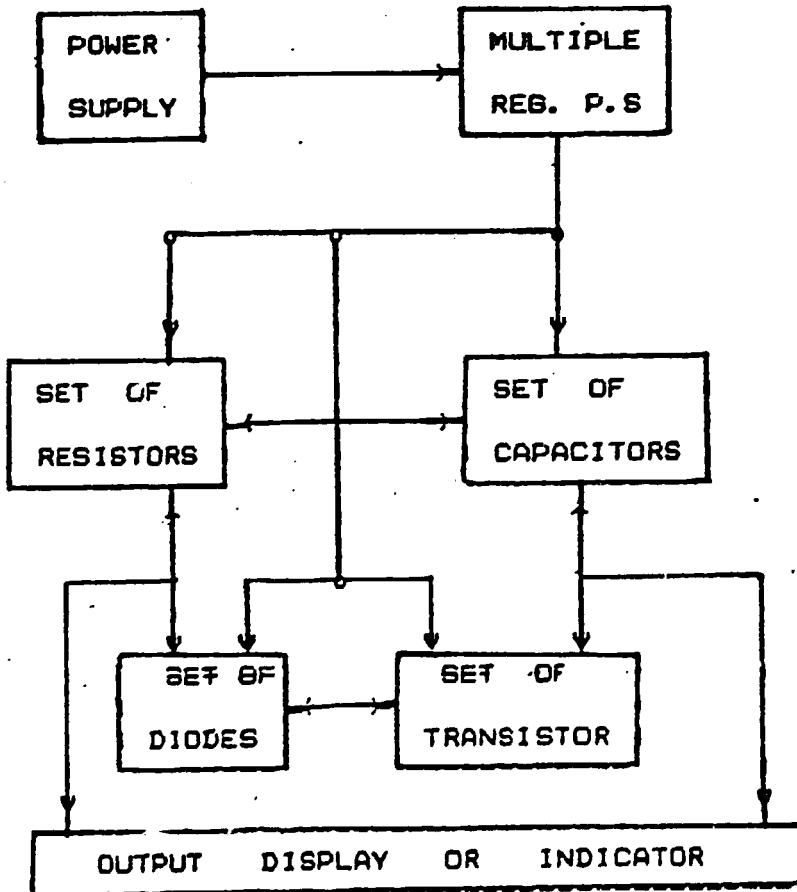 POWER
SUPPLY
MULTIPLE
REG. P.S
SET OF
RESISTORS
SET OF
CAPACITORS
SET OF
DIODES
SET OF
TRANSISTOR
OUTPUT DISPLAY OR INDICATOR